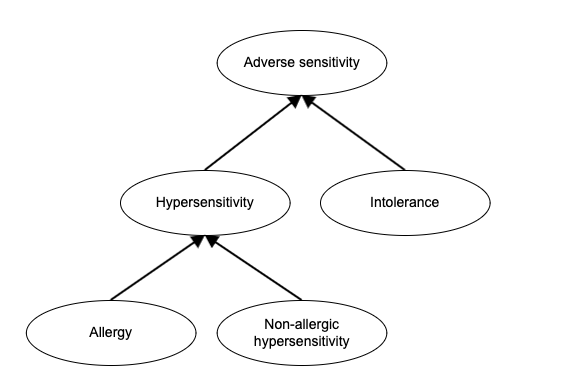 Adverse sensitivity
Hypersensitivity
Intolerance
Allergy
Non-allergic
hypersensitivity